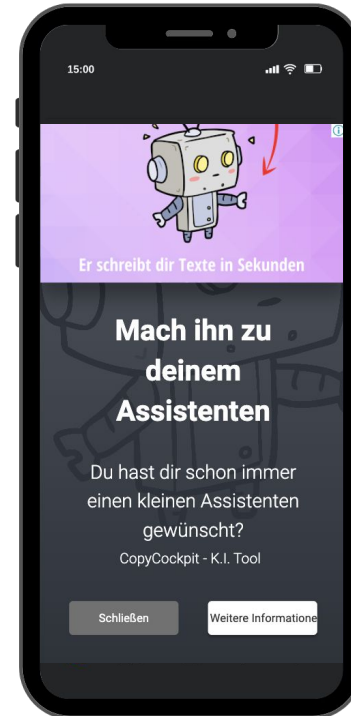 15:00
Er schreibt dir Texte in Sekunden
Mach ihn zu
deinem
Assistenten
Du hast dir schon immer
einen kleinen Assistenten
gewünscht?
CopyCockpit - K.I. Tool
Schließen
Weitere Informatione